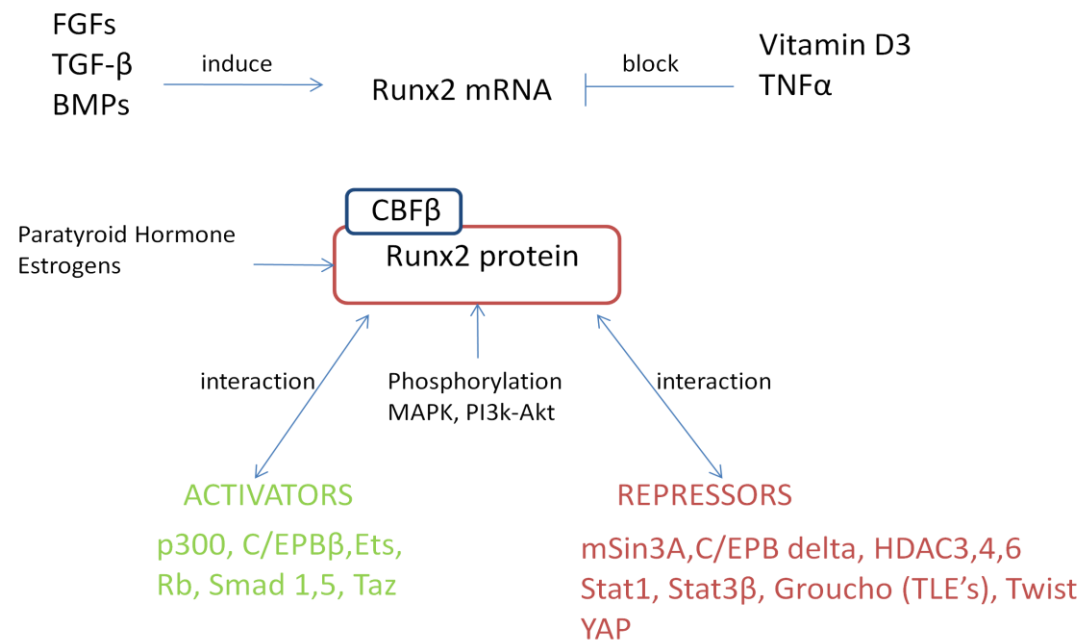 FGFs
TGF-β
BMPs
induce
Runx2 mRNA
block
Vitamin D3
TNFα
CBFβ
Runx2 protein
Paratyroid Hormone
Estrogens
interaction
Phosphorylation
MAPK, PI3k-Akt
interaction
ACTIVATORS
p300, C/EPBβ,Ets,
Rb, Smad 1,5, Taz
REPRESSORS
mSin3A,C/EPB delta, HDAC3,4,6
Stat1, Stat3β, Groucho (TLE’s), Twist
YAP